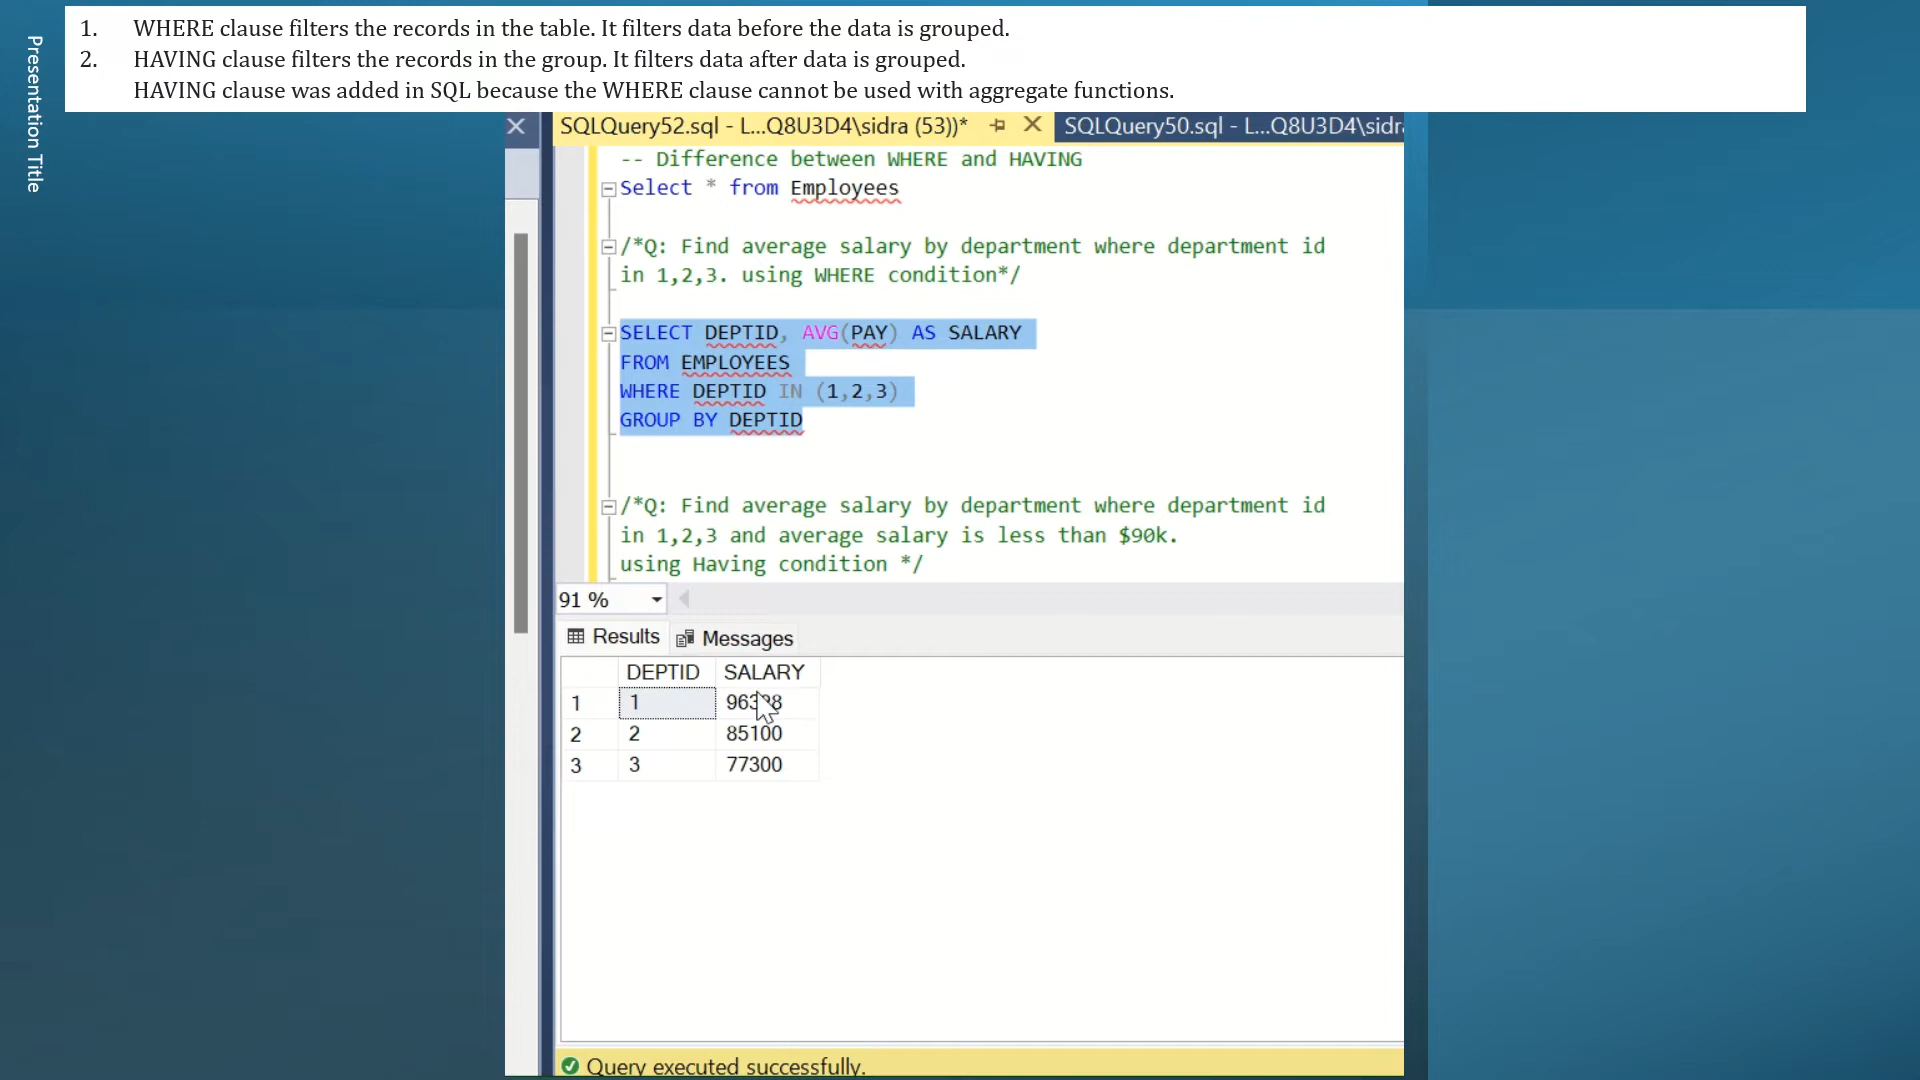 Presentation Title
1. WHERE clause filters the records in the table. It filters data before the data is grouped.
2. HAVING clause filters the records in the group. It filters data after data is grouped.
HAVING clause was added in SQL because the WHERE clause cannot be used with aggregate functions.
SQLQuery52.sql - L...Q8U3D4\sidra (53))* SQLQuery50.sql - L...Q8U3D4\sidr
-- Difference between WHERE and HAVING
Select * from Employees
/*Q: Find average salary by department where department id
in 1,2,3. using WHERE condition*/
SELECT DEPTID, AVG(PAY) AS SALARY
FROM EMPLOYEES
WHERE DEPTID IN (1,2,3)
GROUP BY DEPTID
/*Q: Find average salary by department where department id
in 1,2,3 and average salary is less than $90k.
using Having condition */
91 %
Results Messages
DEPTID SALARY
1 1
2 2 85100
3 3 77300
Query executed successfully.